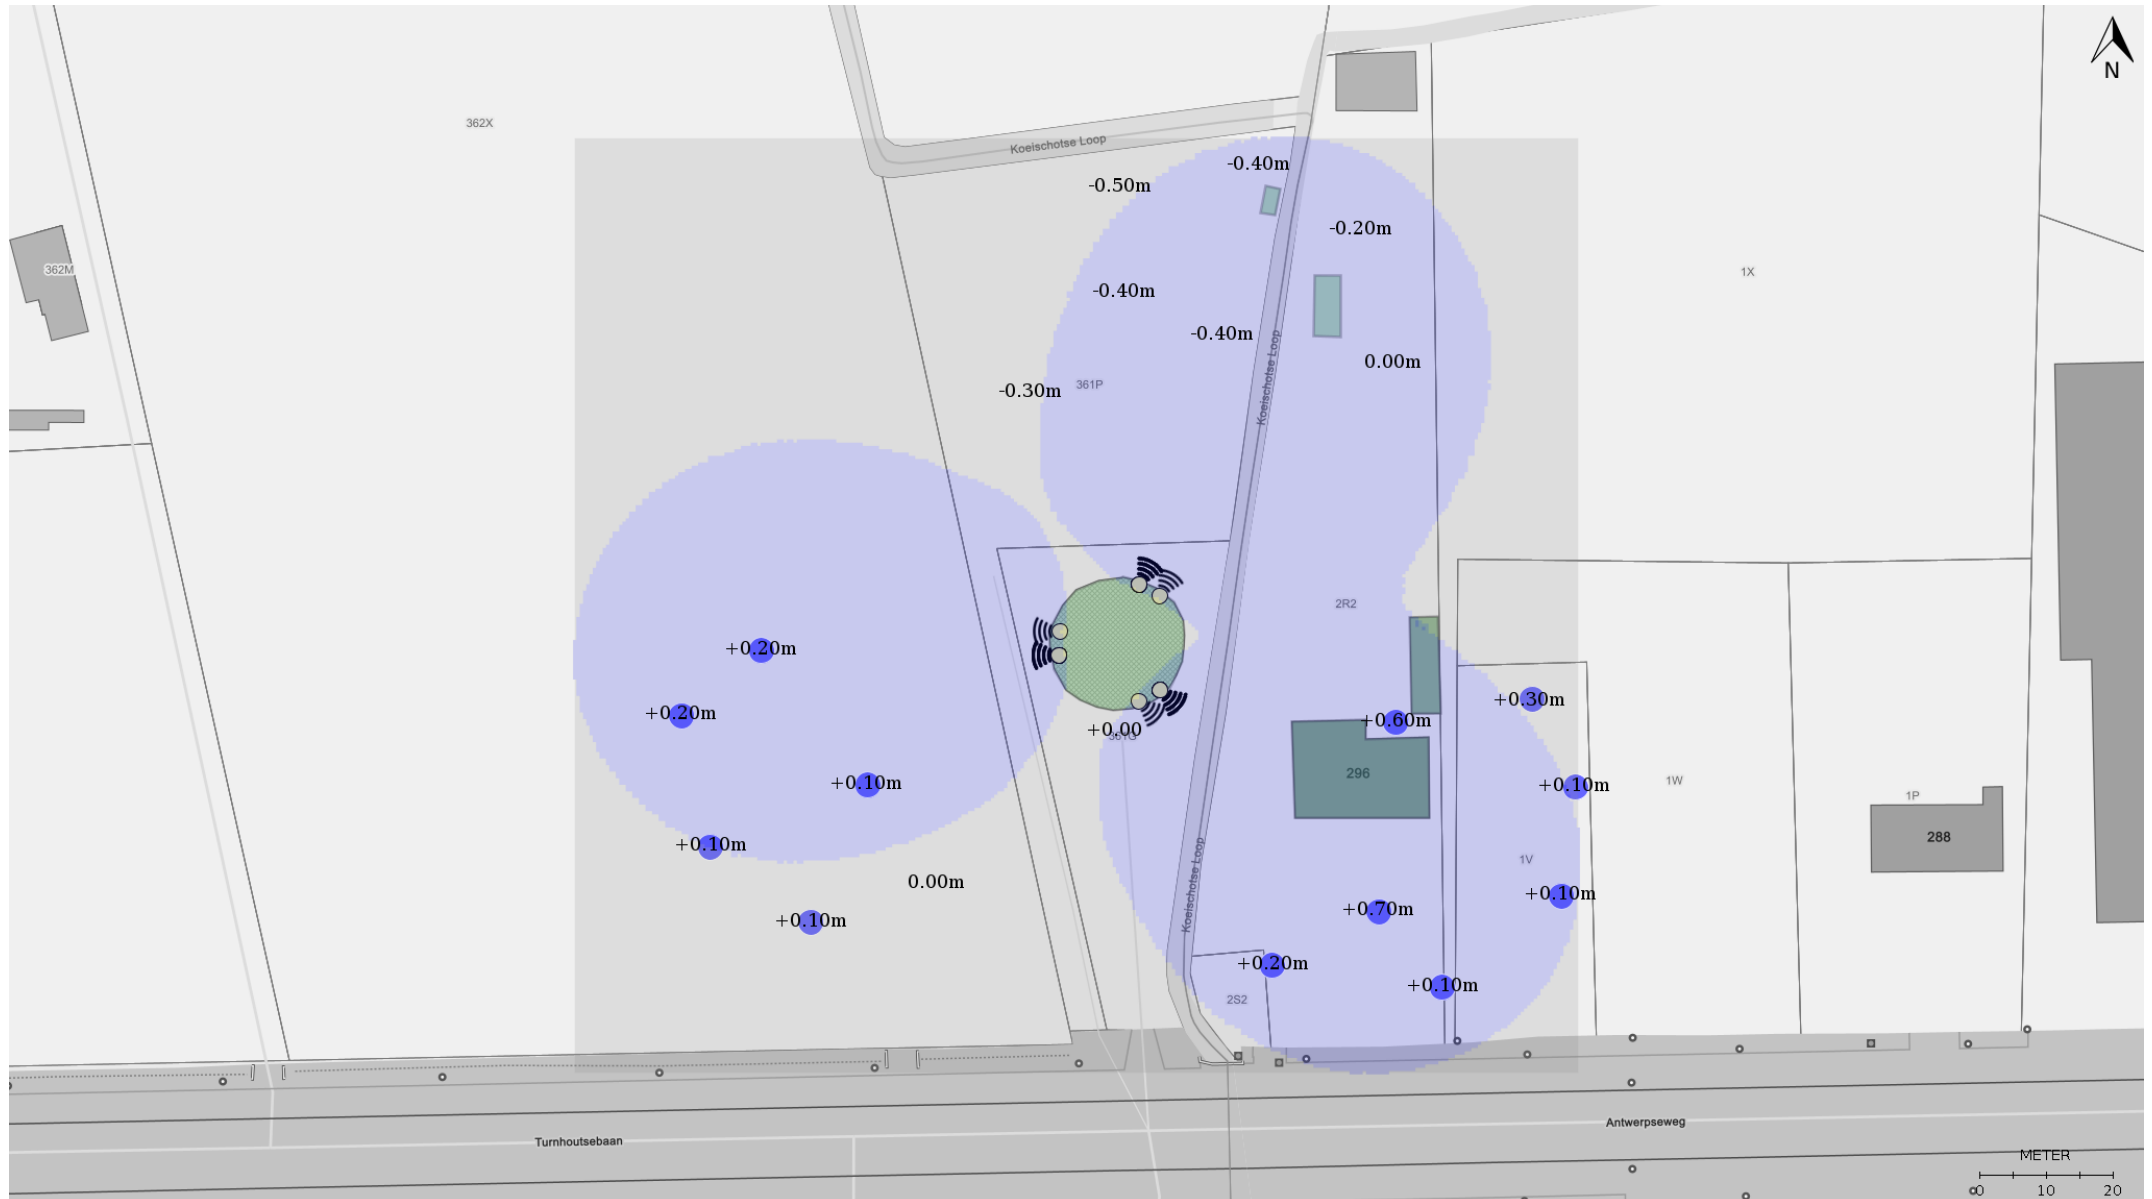 N
362X
Koeischotse Loop
-0.40m
-0.50m
-0.20m
362M
1X
-0.40m
-0.40m
Koeischotse Loop
0.00m
-0.30m
361P
2R2
+0.20m
+0.20m
+0.30m
+0.60m
+0.00
296
+0.10m
+0.10m
1W
1P
288
+0.10m
1V
0.00m
Koeischotse Loop
+0.10m
+0.70m
+0.10m
+0.20m
+0.10m
2S2
Turnhoutsebaan
Antwerpseweg
METER
0 10 20